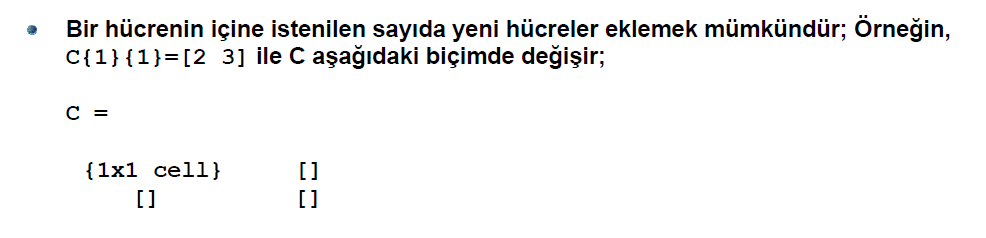 Bir hücrenin içine istenilen sayıda yeni hücreler eklemek mümkündür; Örneğin,
C{1}{1}=[2 3] ile C aşağıdaki biçimde değişir;
C =
{1x1 cell} []
[] []